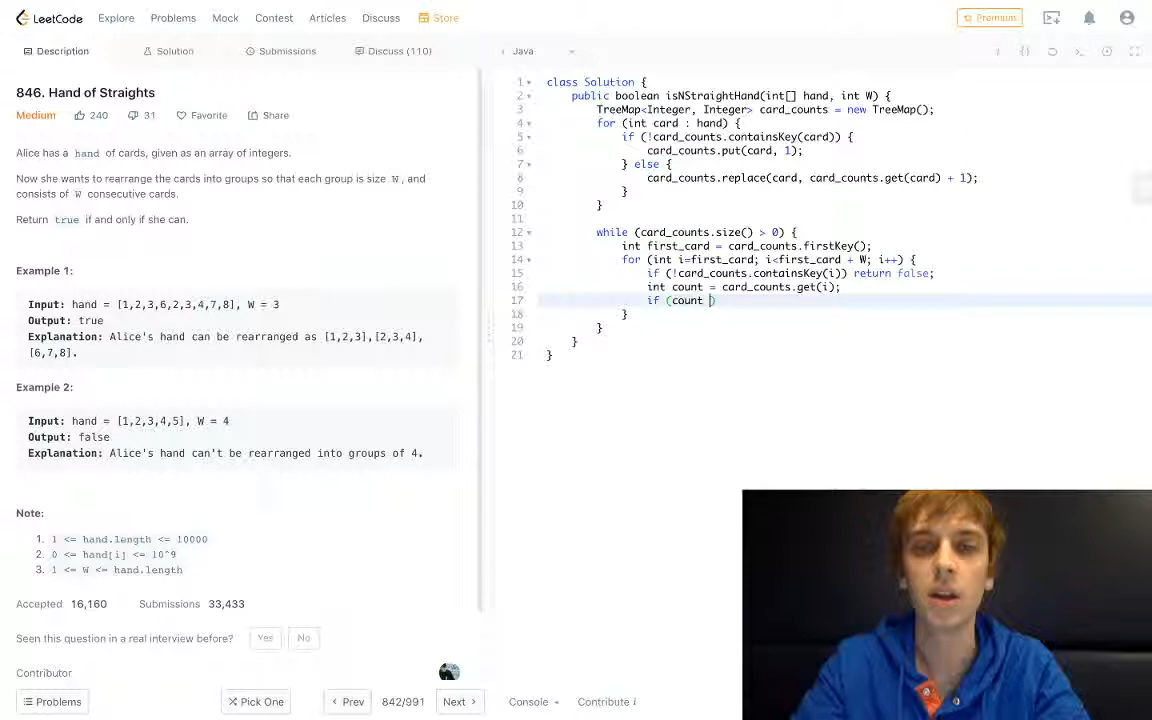 LeetCode
Explore
Problems
Mock
Contest
Articles
Discuss
Store
Premium
Description
Solution
Submissions
Discuss (110)
Java
846. Hand of Straights
Medium
240
31
Favorite
Share
Alice has a hand of cards, given as an array of integers.
Now she wants to rearrange the cards into groups so that each group is size W, and
consists of W consecutive cards.
Return true if and only if she can.
Example 1:
Input: hand = [1,2,3,6,2,3,4,7,8], W = 3
Output: true
Explanation: Alice's hand can be rearranged as [1,2,3],[2,3,4],
[6,7,8].
Example 2:
Input: hand = [1,2,3,4,5], W = 4
Output: false
Explanation: Alice's hand can't be rearranged into groups of 4.
Note:
1. 1 <= hand.length <= 10000
2. 0 <= hand[i] <= 10^9
3. 1 <= W <= hand.length
Accepted 16,160 Submissions 33,433
Seen this question in a real interview before? Yes No
Contributor
Problems
Pick One
Prev
842/991
Next
Console
Contribute i
1 class Solution {
2 public boolean isNStraightHand(int[] hand, int W) {
3 TreeMap<Integer, Integer> card_counts = new TreeMap();
4 for (int card : hand) {
5 if (!card_counts.containsKey(card)) {
6 card_counts.put(card, 1);
7 } else {
8 card_counts.replace(card, card_counts.get(card) + 1);
9 }
10 }
11
12 while (card_counts.size() > 0) {
13 int first_card = card_counts.firstKey();
14 for (int i=first_card; i<first_card + W; i++) {
15 if (!card_counts.containsKey(i)) return false;
16 int count = card_counts.get(i);
17 if (count )
18 }
19 }
20 }
21 }